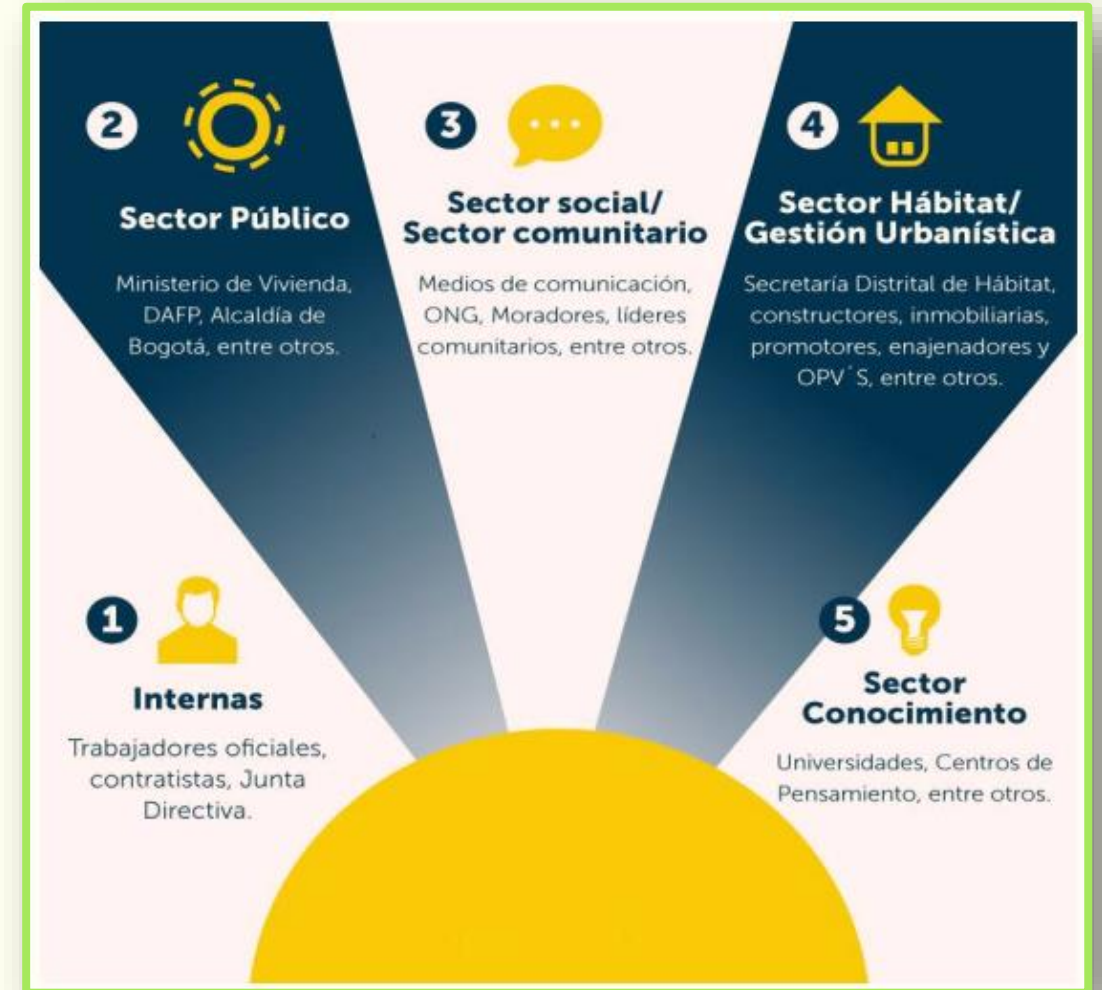 1
Internas
Trabajadores oficiales,
contratistas, Junta
Directiva.
2
Sector Público
Ministerio de Vivienda,
DAFP, Alcaldía de
Bogotá, entre otros.
3
Sector social/
Sector comunitario
Medios de comunicación,
ONG, Moradores, líderes
comunitarios, entre otros.
4
Sector Hábitat/
Gestión Urbanística
Secretaría Distrital de Hábitat,
constructores, inmobiliarias,
promotores, enajenadores y
OPV´S, entre otros.
5
Sector
Conocimiento
Universidades, Centros de
Pensamiento, entre otros.